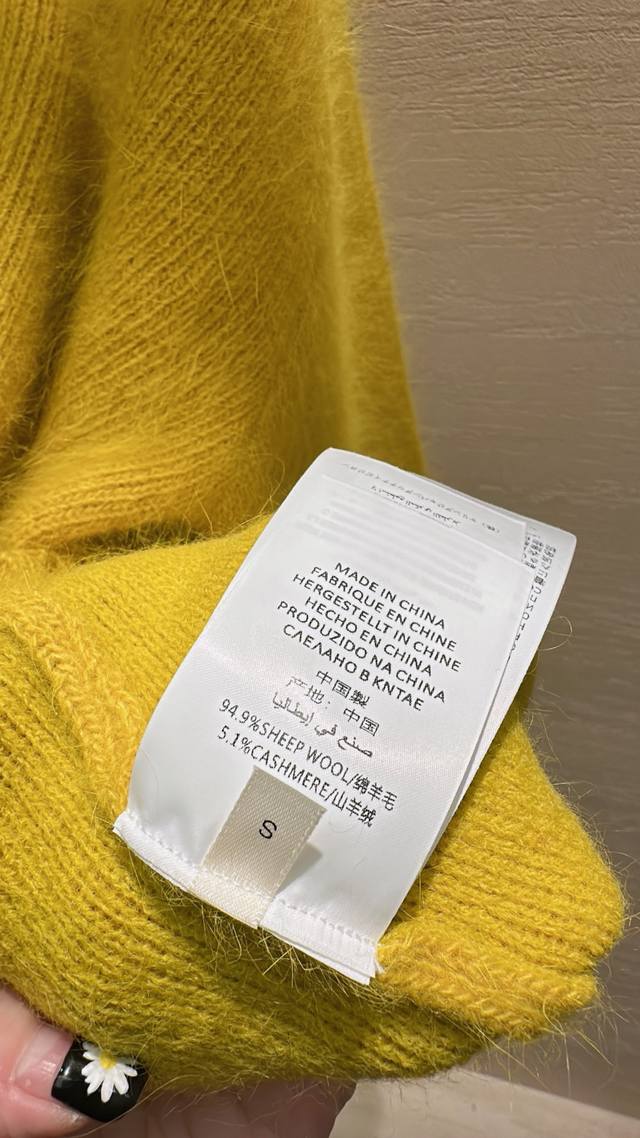 MADE IN CHINA
FABRIQUE EN CHINE
HERGESTELLT IN CHINE
HECHO EN CHINA
PRODUZIDO NA CHINA
СЛЕЛАНО В KNTAE
中国製
产地：中国
صنع في إيطاليا
94.9%SHEEP WOOL/绵羊毛
5.1%CASHMERE/山羊绒
S